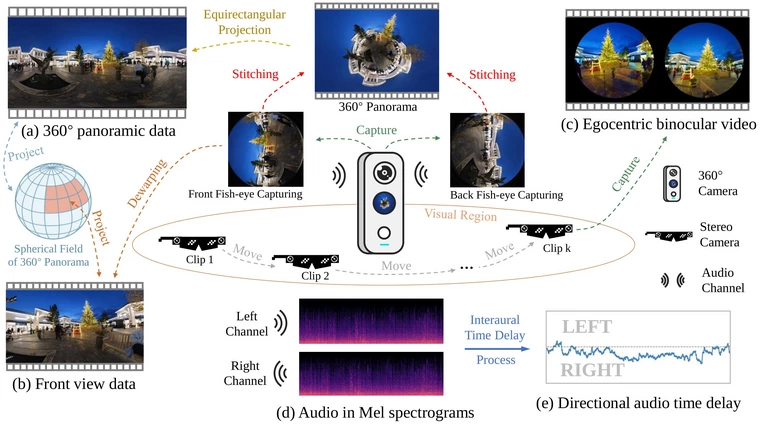 Equirectangular
Projection
Stitching
Stitching
360° Panorama
(a) 360° panoramic data
(c) Egocentric binocular video
Capture
Project
Dewarping
Capture
Front Fish-eye Capturing
Back Fish-eye Capturing
360°
Camera
Project
Visual Region
Spherical Field
of 360° Panorama
Stereo
Camera
Clip 1
Move
Clip 2
Move
...
Move
Clip k
Audio
Channel
Left
Channel
Right
Channel
Interaural
Time Delay
Process
LEFT
RIGHT
(b) Front view data
(d) Audio in Mel spectrograms
(e) Directional audio time delay